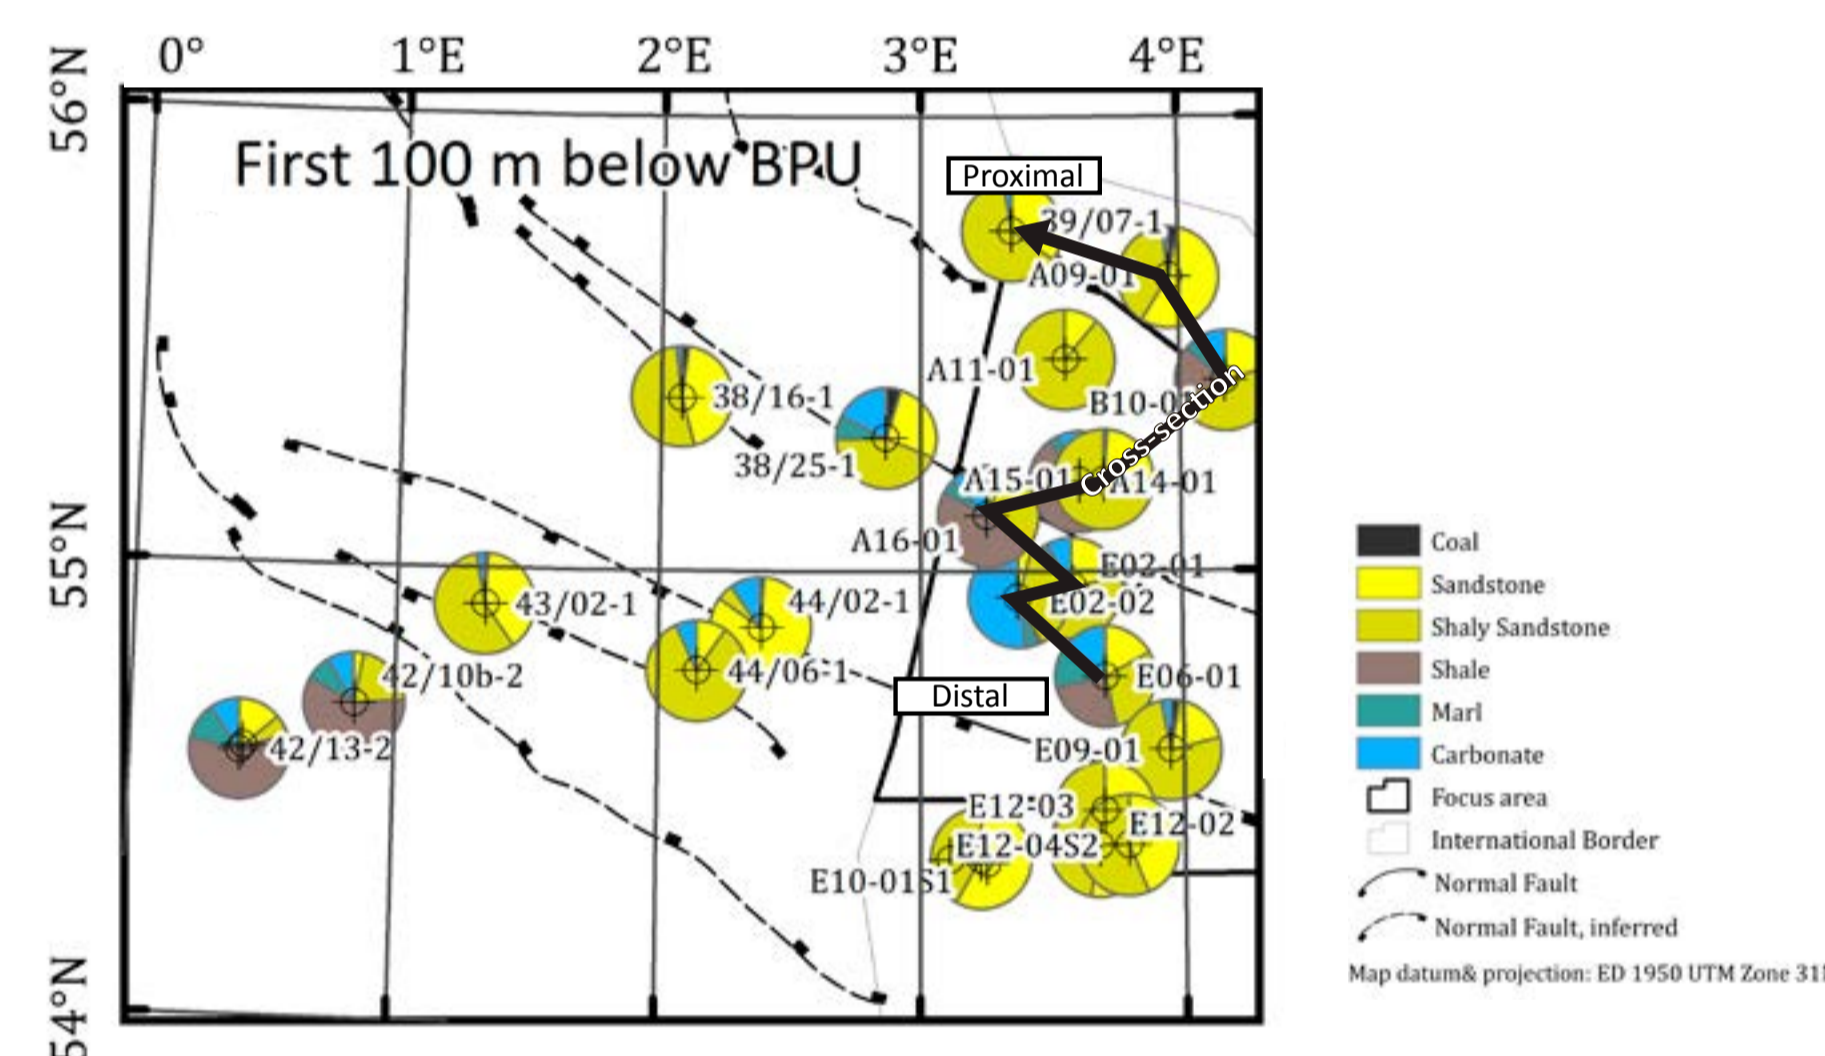 0° 1°E 2°E 3°E 4°E
56°N
55°N
54°N
First 100 m below BPU
Proximal
39/07-1
A09-01
A11-01
38/16-1
B10-0
Cross-section
38/25-1
A15-01
A14-01
A16-01
E02-01
43/02-1
44/02-1
E02-02
42/10b-2
44/06-1
E06-01
Distal
42/13-2
E09-01
E12-03
E12-02
E12-04S2
E10-01S1
Coal
Sandstone
Shaly Sandstone
Shale
Marl
Carbonate
Focus area
International Border
Normal Fault
Normal Fault, inferred
Map datum& projection: ED 1950 UTM Zone 31